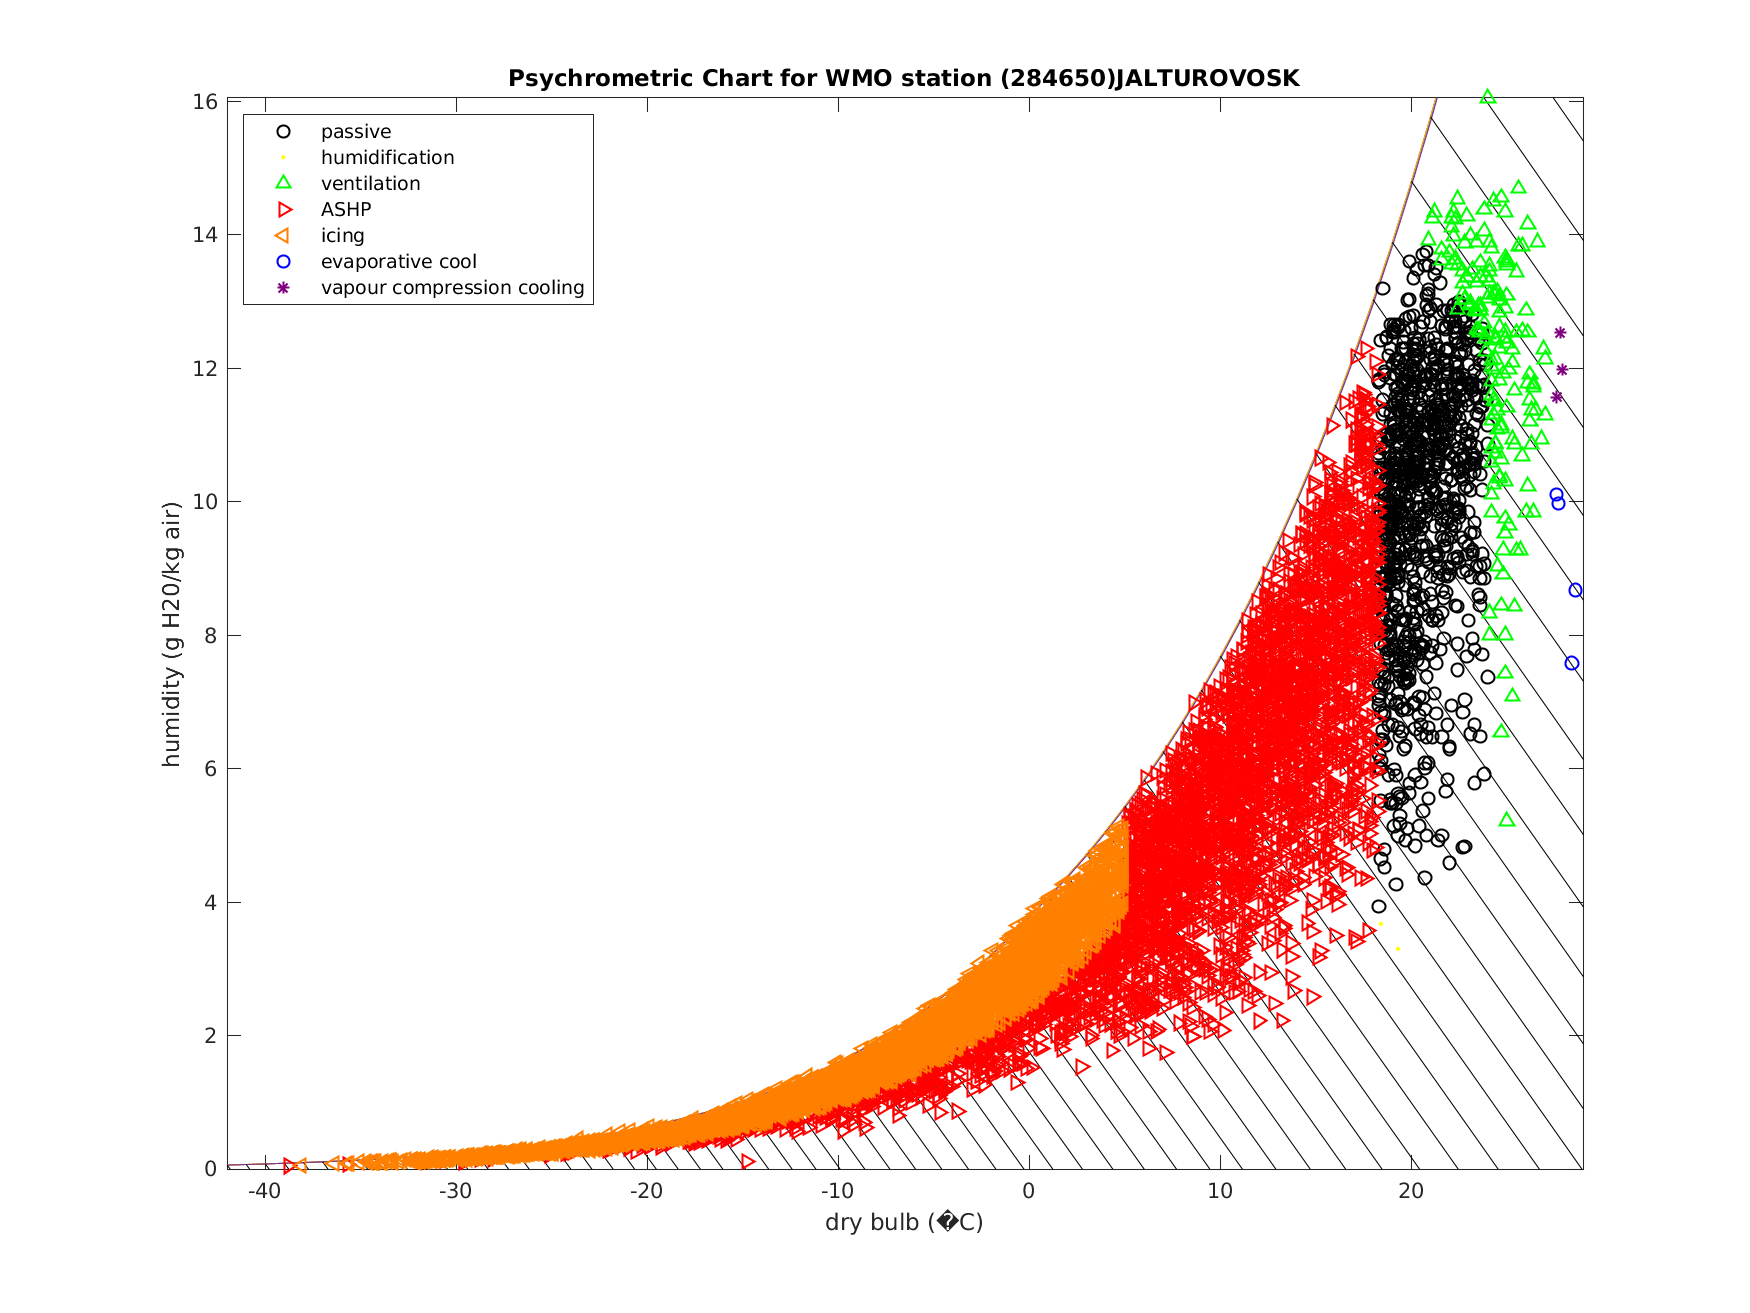 Psychrometric Chart for WMO station (284650)JALTUROVOSK
passive
humidification
ventilation
ASHP
icing
evaporative cool
vapour compression cooling
humidity (g H20/kg air)
16
14
12
10
8
6
4
2
0
-40 -30 -20 -10 0 10 20
dry bulb (�C)